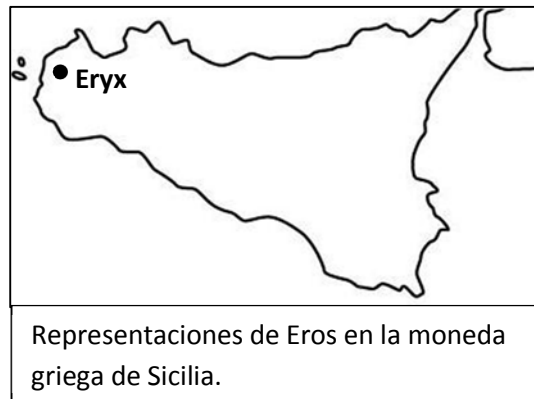 Eryx
Representaciones de Eros en la moneda
griega de Sicilia.